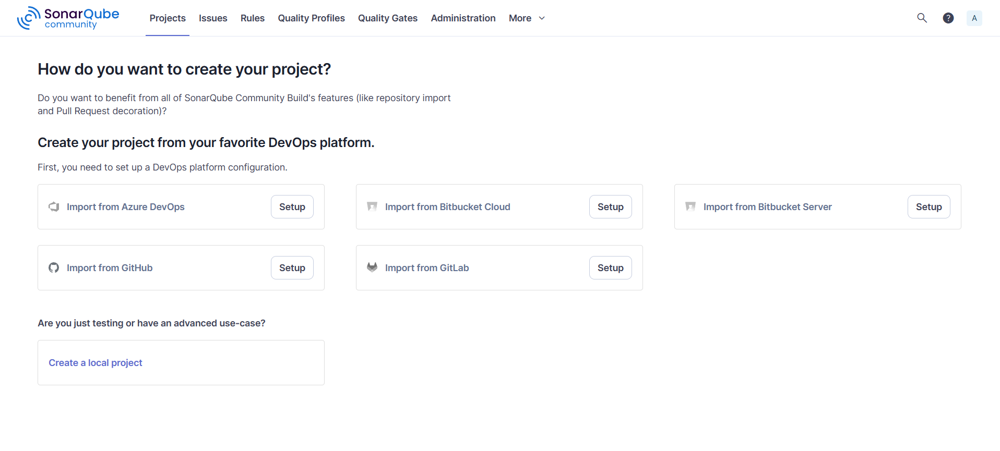 SonarQube
community
Projects Issues Rules Quality Profiles Quality Gates Administration More ? A
How do you want to create your project?
Do you want to benefit from all of SonarQube Community Build's features (like repository import
and Pull Request decoration)?
Create your project from your favorite DevOps platform.
First, you need to set up a DevOps platform configuration.
Import from Azure DevOps Setup Import from Bitbucket Cloud Setup Import from Bitbucket Server Setup
Import from GitHub Setup Import from GitLab Setup
Are you just testing or have an advanced use-case?
Create a local project